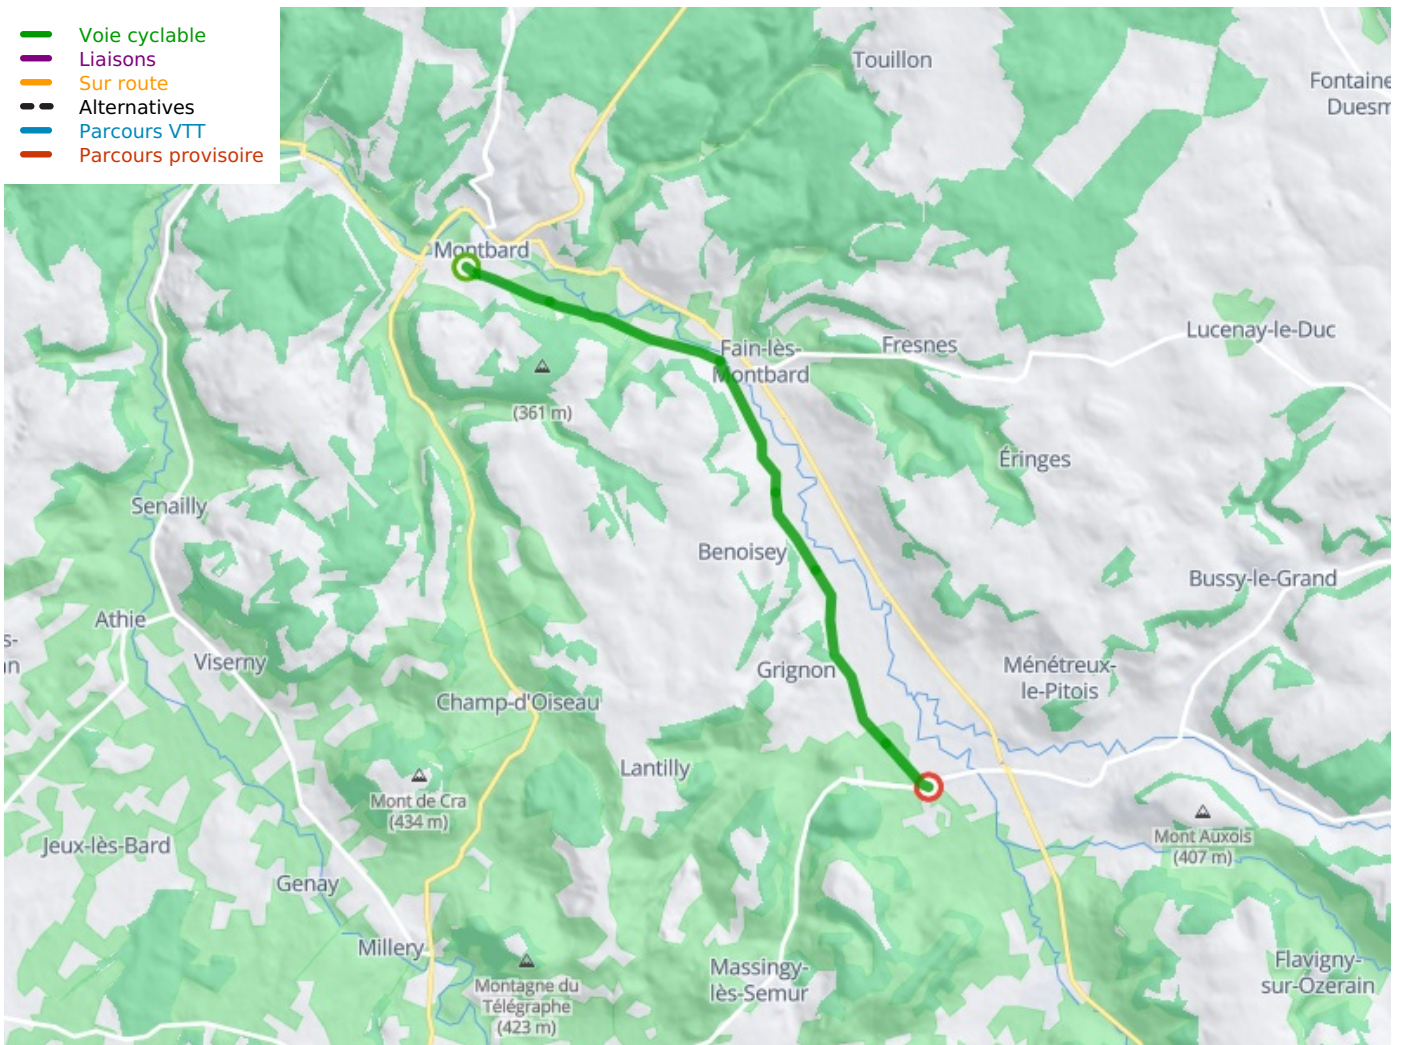 Voie cyclable
Liaisons
Sur route
Alternatives
Parcours VTT
Parcours provisoire
Touillon
Fontaine
Duesm
Montbard
Lucenay-le-Duc
Fresnes
Fain-lès-
Montbard
(361 m)
Éringes
Senailly
Benoisey
Bussy-le-Grand
Athie
s-
an
Viserny
Grignon
Ménétreux-
le-Pitois
Champ-d'Oiseau
Lantilly
Mont de Cra
(434 m)
Mont Auxois
(407 m)
Jeux-lès-Bard
Genay
Millery
Massingy-
lès-Semur
Flavigny-
sur-Ozerain
Montagne du
Télégraphe
(423 m)